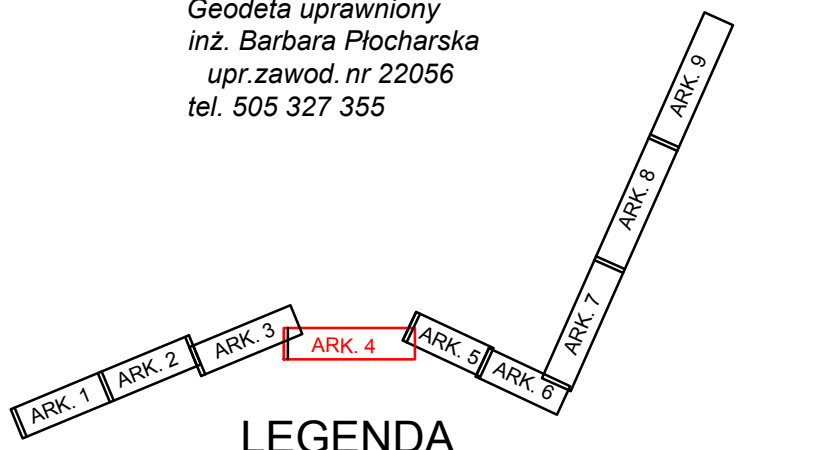 Geodeta uprawniony
inż. Barbara Płocharska
upr.zawod. nr 22056
tel. 505 327 355
ARK. 1
ARK. 2
ARK. 3
ARK. 4
ARK. 5
ARK. 6
ARK. 7
ARK. 8
ARK. 9
LEGENDA